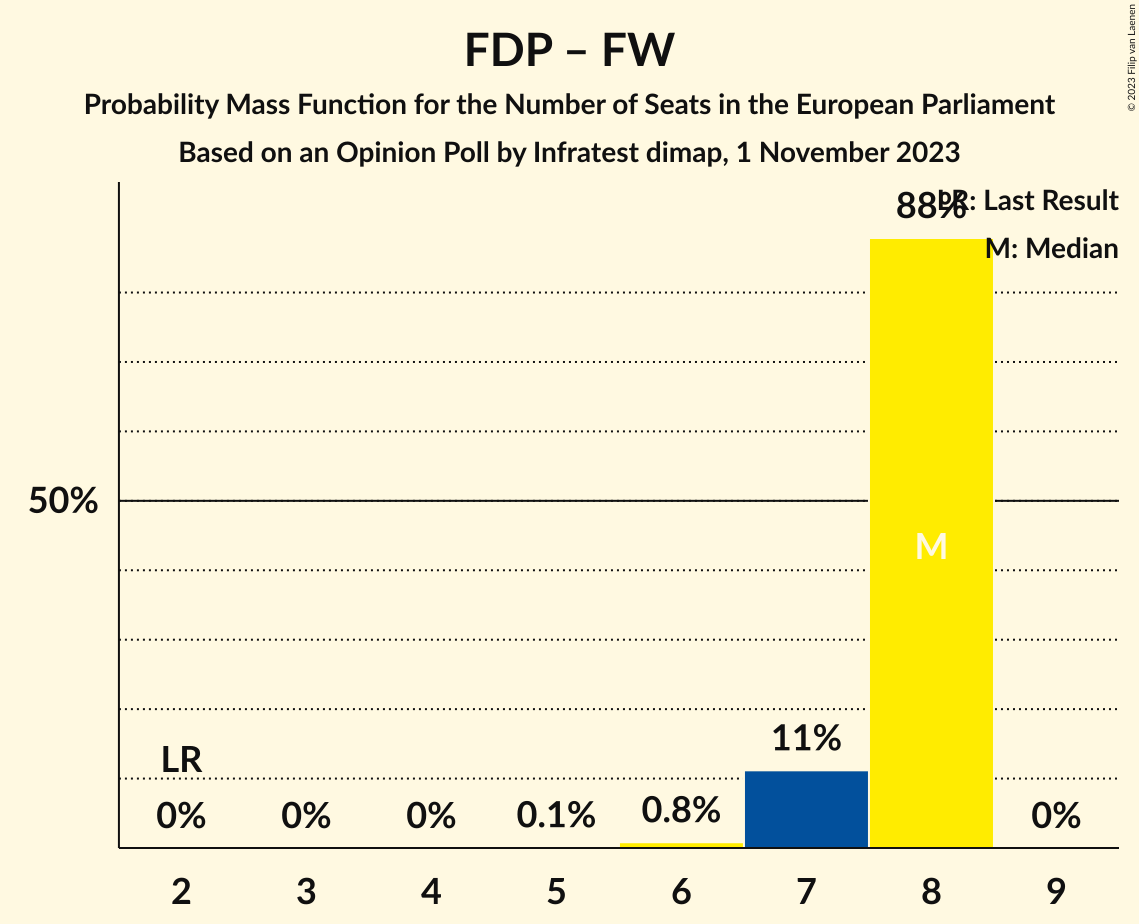 FDP – FW
Probability Mass Function for the Number of Seats in the European Parliament
Based on an Opinion Poll by Infratest dimap, 1 November 2023
© 2023 Filip van Laenen
LR: Last Result
M: Median
88%
50%
M
11%
LR
0% 0% 0% 0.1% 0.8% 0%
2 3 4 5 6 7 8 9